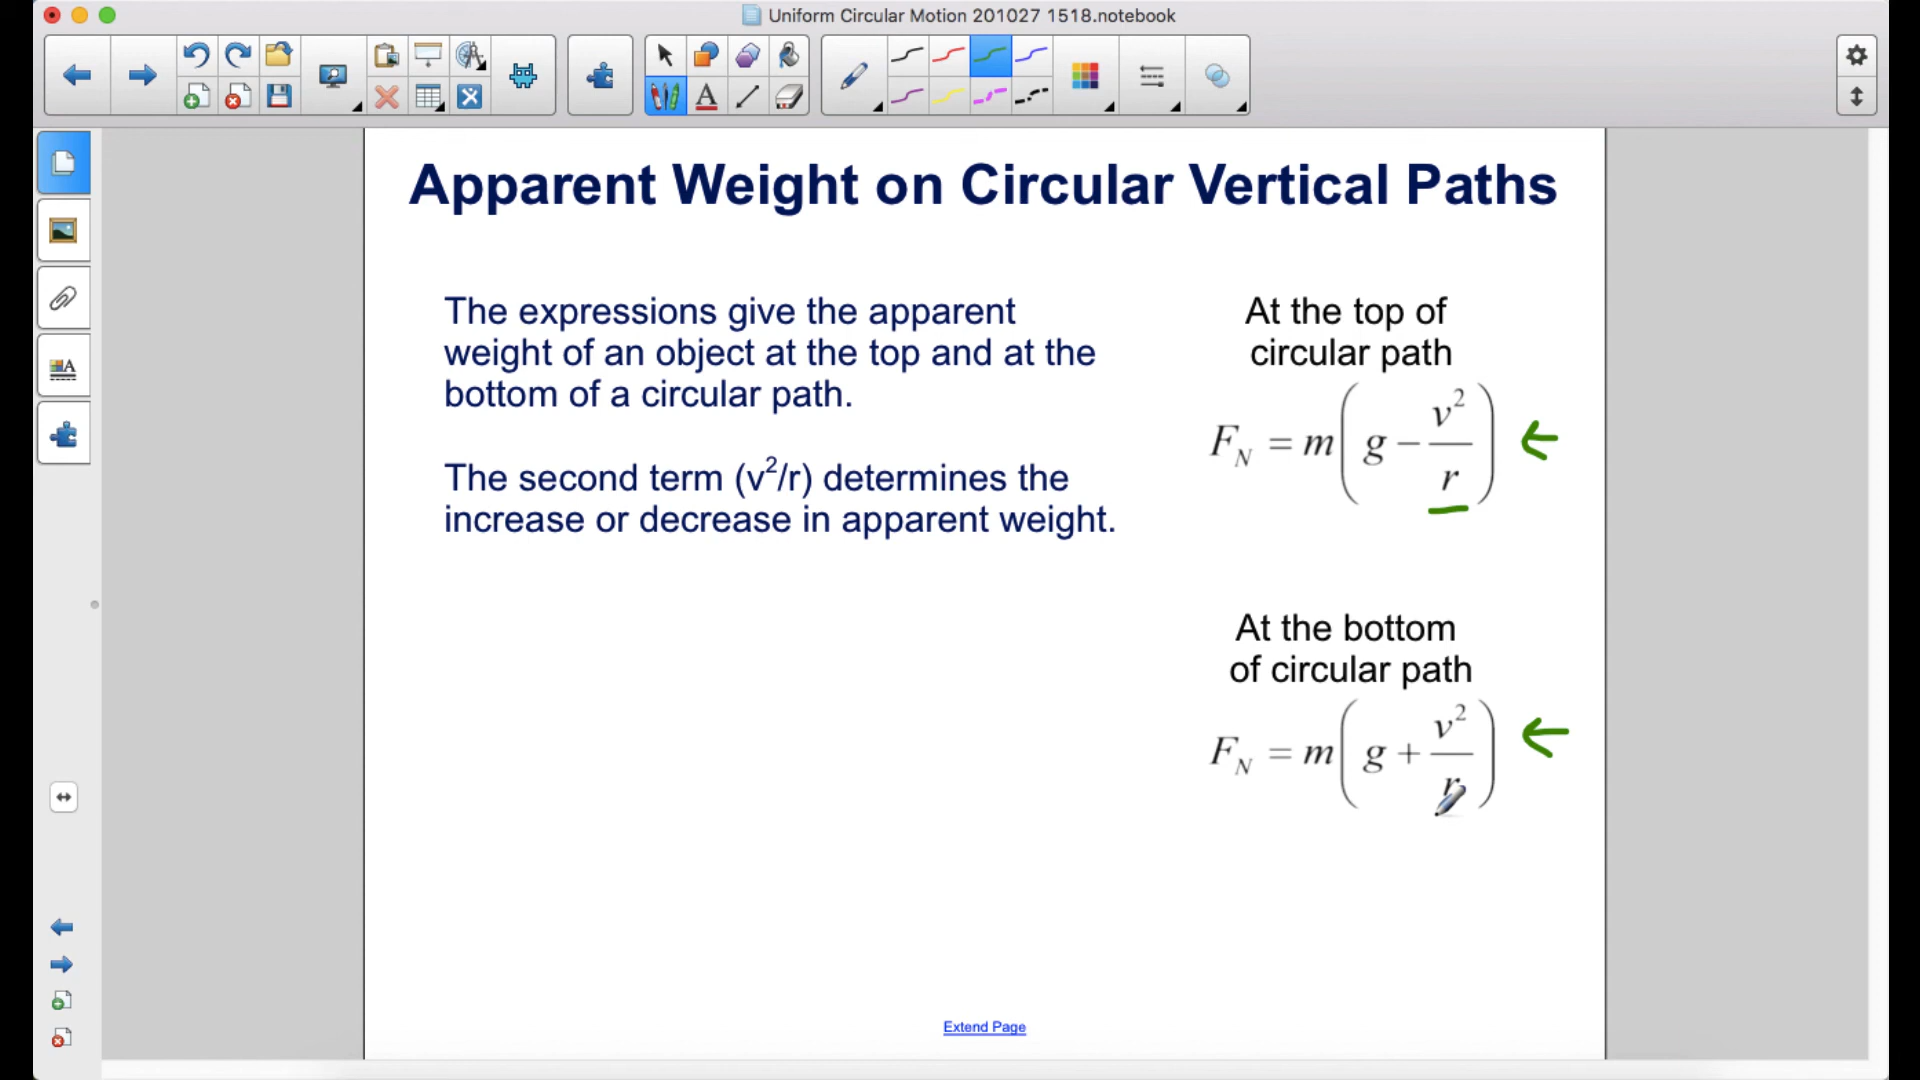 Uniform Circular Motion 201027 1518.notebook
Apparent Weight on Circular Vertical Paths
The expressions give the apparent
weight of an object at the top and at the
bottom of a circular path.
The second term (v²/r) determines the
increase or decrease in apparent weight.
At the top of
circular path
F_N = m(g − v²/r) ←
At the bottom
of circular path
F_N = m(g + v²/r) ←
Extend Page